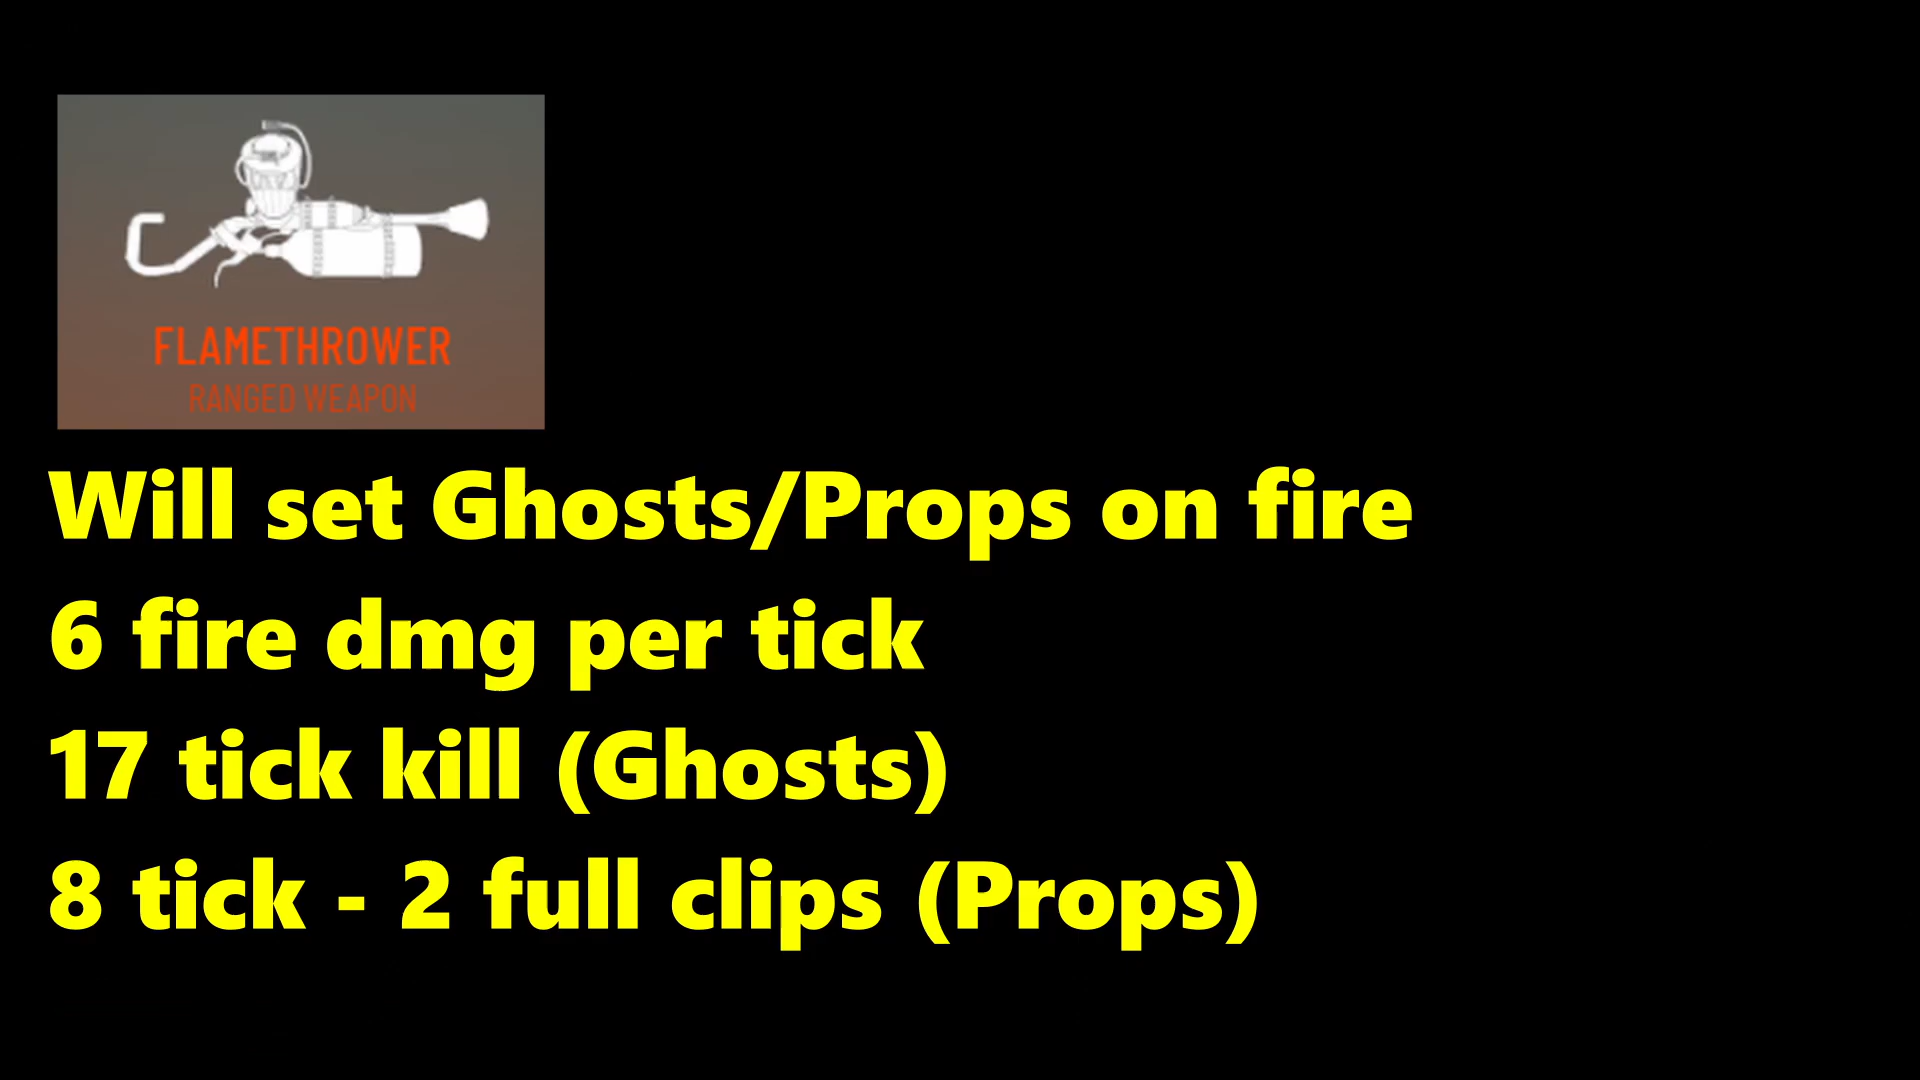 FLAMETHROWER
RANGED WEAPON
Will set Ghosts/Props on fire
6 fire dmg per tick
17 tick kill (Ghosts)
8 tick - 2 full clips (Props)